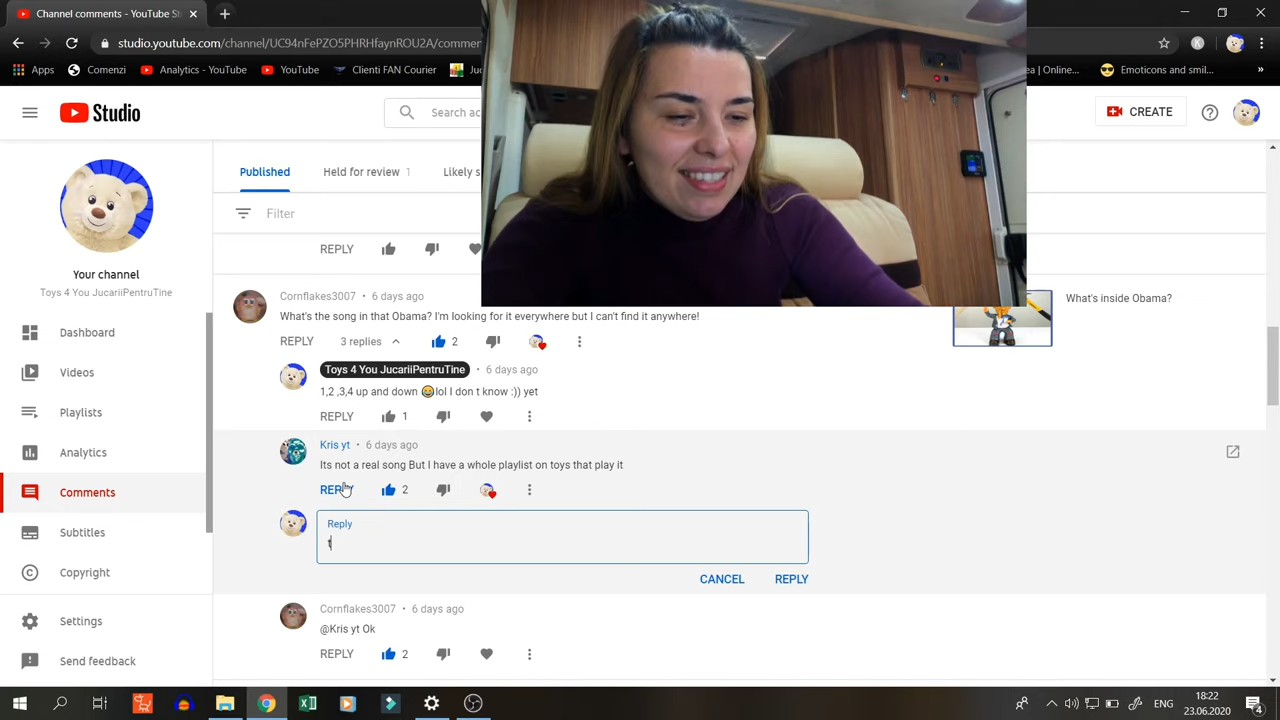 Channel comments - YouTube St
studio.youtube.com/channel/UC94nFePZO5PHRHfaynROU2A/comme
K
Apps
Comenzi
Analytics - YouTube
YouTube
Clienti FAN Courier
Juc
ea | Online...
Emoticons and smil...
»
Studio
Search ac
CREATE
Your channel
Toys 4 You JucariiPentruTine
Dashboard
Videos
Playlists
Analytics
Comments
Subtitles
Copyright
Settings
Send feedback
Published
Held for review 1
Likely s
Filter
REPLY
Cornflakes3007 • 6 days ago
What's the song in that Obama? I'm looking for it everywhere but I can't find it anywhere!
REPLY 3 replies 2
What's inside Obama?
Toys 4 You JucariiPentruTine • 6 days ago
1,2 ,3,4 up and down 😂lol I don t know :)) yet
REPLY 1
Kris yt • 6 days ago
Its not a real song But I have a whole playlist on toys that play it
REPLY 2
Reply
t
CANCEL REPLY
Cornflakes3007 • 6 days ago
@Kris yt Ok
REPLY 2
ENG
18:22
23.06.2020
4